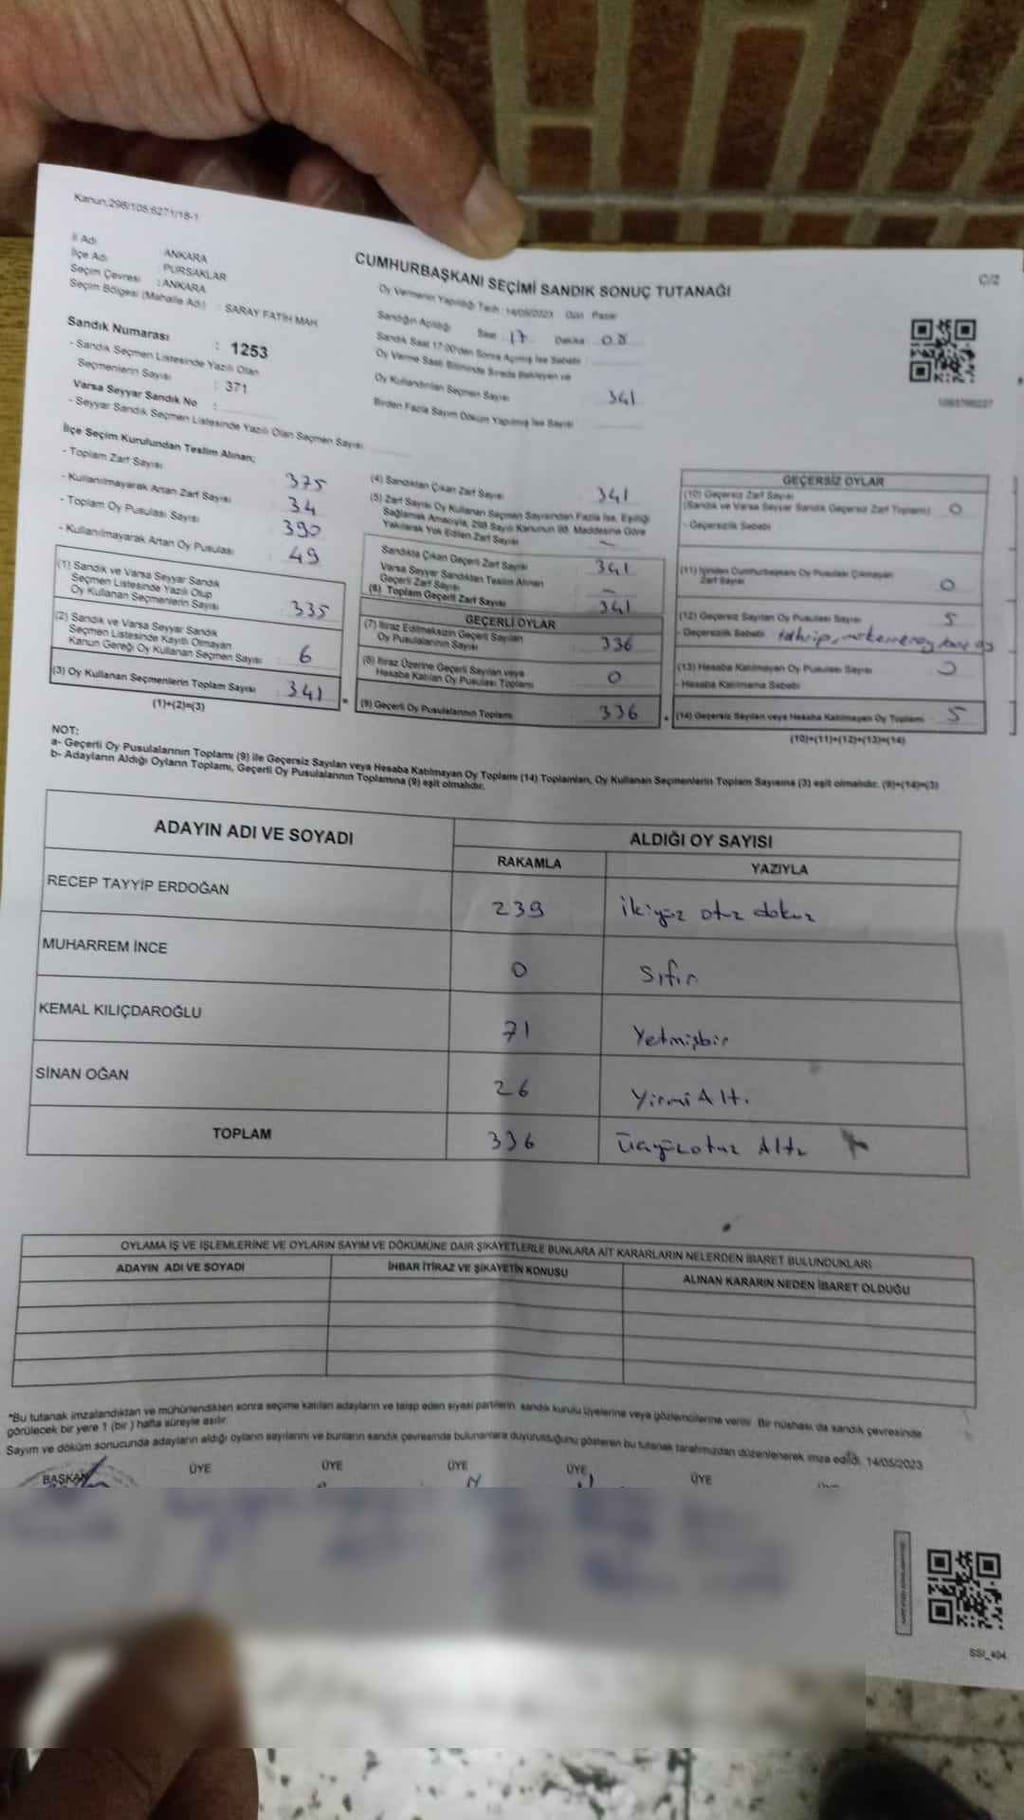 Kanun:298/105;6271/18-1
C/2
CUMHURBAŞKANI SEÇİMİ SANDIK SONUÇ TUTANAĞI
İl Adı : ANKARA
İlçe Adı : PURSAKLAR
Seçim Çevresi : ANKARA
Seçim Bölgesi (Mahalle Adı) : SARAY FATİH MAH
Sandık Numarası : 1253
- Sandık Seçmen Listesinde Yazılı Olan
Seçmenlerin Sayısı : 371
Varsa Seyyar Sandık No :
- Seyyar Sandık Seçmen Listesinde Yazılı Olan Seçmen Sayısı
Oy Vermenin Yapıldığı Tarih : 14/05/2023 Gün Pazar
Sandığın Açılışı Saat 17 Dakika 08
Sandık Saat 17:00'den Sonra Açılmış İse Sebebi
Oy Verme Saati Bitiminde Sırada Bekleyen ve
Oy Kullandırılan Seçmen Sayısı 341
Birden Fazla Sayım Döküm Yapılmış İse Sayısı
İlçe Seçim Kurulundan Teslim Alınan;
- Toplam Zarf Sayısı 375
- Kullanılmayarak Artan Zarf Sayısı 34
- Toplam Oy Pusulası Sayısı 390
- Kullanılmayarak Artan Oy Pusulası 49
(1) Sandık ve Varsa Seyyar Sandık
Seçmen Listesinde Yazılı Olup
Oy Kullanan Seçmenlerin Sayısı 335
(2) Sandık ve Varsa Seyyar Sandık
Seçmen Listesinde Kayıtlı Olmayan
Kanun Gereği Oy Kullanan Seçmen Sayısı 6
(3) Oy Kullanan Seçmenlerin Toplam Sayısı 341
(1)+(2)=(3)
(4) Sandıktan Çıkan Zarf Sayısı 341
(5) Zarf Sayısı Oy Kullanan Seçmen Sayısından Fazla İse, Eşitliği
Sağlamak Amacıyla, 298 Sayılı Kanunun 98. Maddesine Göre
Yakılarak Yok Edilen Zarf Sayısı -
Sandıkta Çıkan Geçerli Zarf Sayısı 341
Varsa Seyyar Sandıktan Teslim Alınan
Geçerli Zarf Sayısı -
(6) Toplam Geçerli Zarf Sayısı 341
GEÇERLİ OYLAR
(7) İtiraz Edilmeksizin Geçerli Sayılan
Oy Pusulalarının Sayısı 336
(8) İtiraz Üzerine Geçerli Sayılan veya
Hesaba Katılan Oy Pusulası Toplamı 0
(9) Geçerli Oy Pusulalarının Toplamı 336
GEÇERSİZ OYLAR
(10) Geçersiz Zarf Sayısı
(Sandık ve Varsa Seyyar Sandık Geçersiz Zarf Toplamı) 0
- Geçersizlik Sebebi
(11) İçinden Cumhurbaşkanı Oy Pusulası Çıkmayan
Zarf Sayısı 0
(12) Geçersiz Sayılan Oy Pusulası Sayısı 5
- Geçersizlik Sebebi
(13) Hesaba Katılmayan Oy Pusulası Sayısı
- Hesaba Katılmama Sebebi
(14) Geçersiz Sayılan veya Hesaba Katılmayan Oy Toplamı 5
(10)+(11)+(12)+(13)=(14)
NOT:
a- Geçerli Oy Pusulalarının Toplamı (9) ile Geçersiz Sayılan veya Hesaba Katılmayan Oy Toplamı (14) Toplamları, Oy Kullanan Seçmenlerin Toplam Sayısına (3) eşit olmalıdır. (9)+(14)=(3)
b- Adayların Aldığı Oyların Toplamı, Geçerli Oy Pusulalarının Toplamına (9) eşit olmalıdır.
ADAYIN ADI VE SOYADI ALDIĞI OY SAYISI
RAKAMLA YAZIYLA
RECEP TAYYİP ERDOĞAN 239 ikiyüz otuz dokuz
MUHARREM İNCE 0 Sıfır
KEMAL KILIÇDAROĞLU 71 Yetmişbir
SİNAN OĞAN 26 Yirmi Altı
TOPLAM 336 Üçyüzotuz Altı
OYLAMA İŞ VE İŞLEMLERİNE VE OYLARIN SAYIM VE DÖKÜMÜNE DAİR ŞİKAYETLERLE BUNLARA AİT KARARLARIN NELERDEN İBARET BULUNDUKLARI
ADAYIN ADI VE SOYADI İHBAR İTİRAZ VE ŞİKAYETİN KONUSU ALINAN KARARIN NEDEN İBARET OLDUĞU
*Bu tutanak imzalandıktan ve mühürlendikten sonra seçime katılan adayların ve talep eden siyasi partilerin sandık kurulu üyelerine veya gözlemcilerine verilir. Bir nüshası da sandık çevresinde
görülecek bir yere 1 (bir) hafta süreyle asılır.
Sayım ve döküm sonucunda adayların aldığı oyların sayılarını ve bunların sandık çevresinde bulunanlara duyurulduğunu gösteren bu tutanak tarafımızdan düzenlenerek imza edildi. 14/05/2023
BAŞKAN ÜYE ÜYE ÜYE ÜYE ÜYE
SSI_404